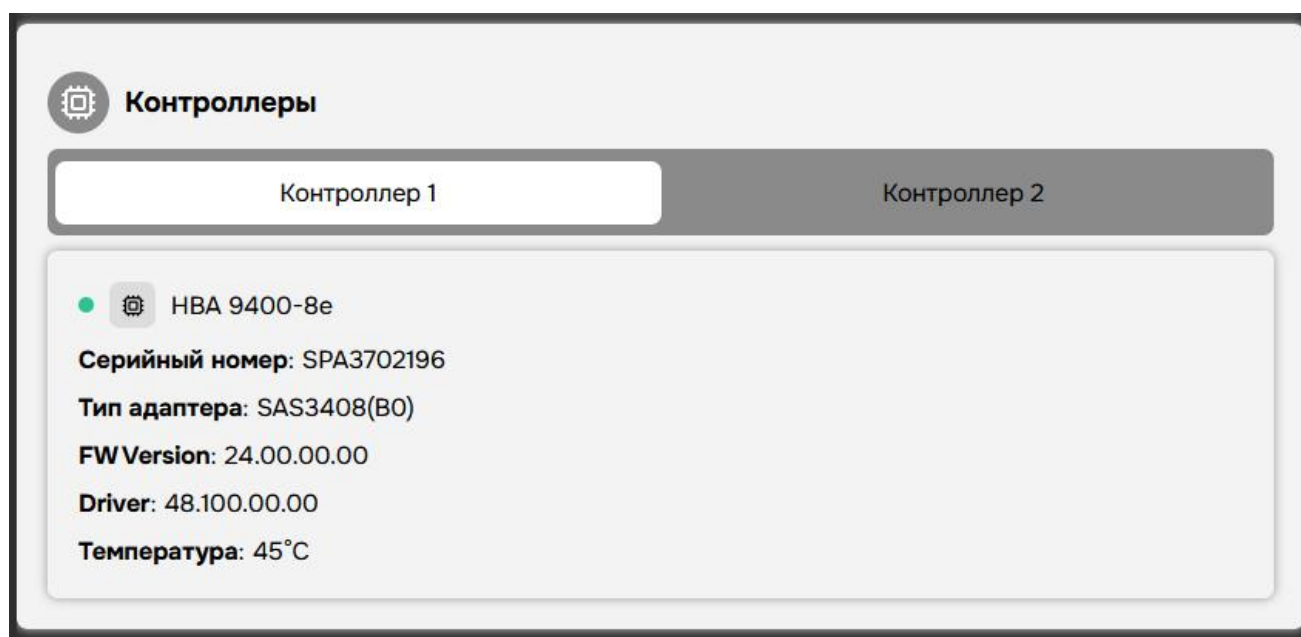 Контроллеры
Контроллер 1
Контроллер 2
HBA 9400-8e
Серийный номер: SPA3702196
Тип адаптера: SAS3408(B0)
FW Version: 24.00.00.00
Driver: 48.100.00.00
Температура: 45°C